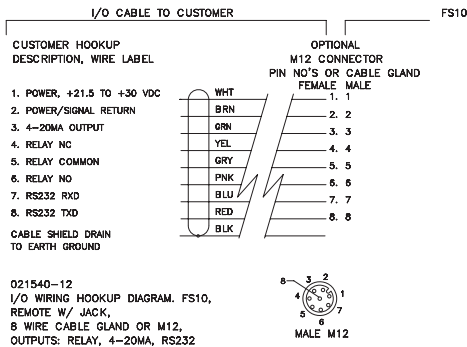 I/O CABLE TO CUSTOMER FS10
CUSTOMER HOOKUP
DESCRIPTION, WIRE LABEL
OPTIONAL
M12 CONNECTOR
PIN NO'S OR CABLE GLAND
FEMALE MALE
1. POWER, +21.5 TO +30 VDC WHT 1. 1
2. POWER/SIGNAL RETURN BRN 2. 2
3. 4-20MA OUTPUT GRN 3. 3
4. RELAY NC YEL 4. 4
5. RELAY COMMON GRY 5. 5
6. RELAY NO PNK 6. 6
7. RS232 RXD BLU 7. 7
8. RS232 TXD RED 8. 8
CABLE SHIELD DRAIN BLK
TO EARTH GROUND
021540-12
I/O WIRING HOOKUP DIAGRAM. FS10,
REMOTE W/ JACK,
8 WIRE CABLE GLAND OR M12,
OUTPUTS: RELAY, 4-20MA, RS232
8 3 2
4 1
5 6 7
MALE M12